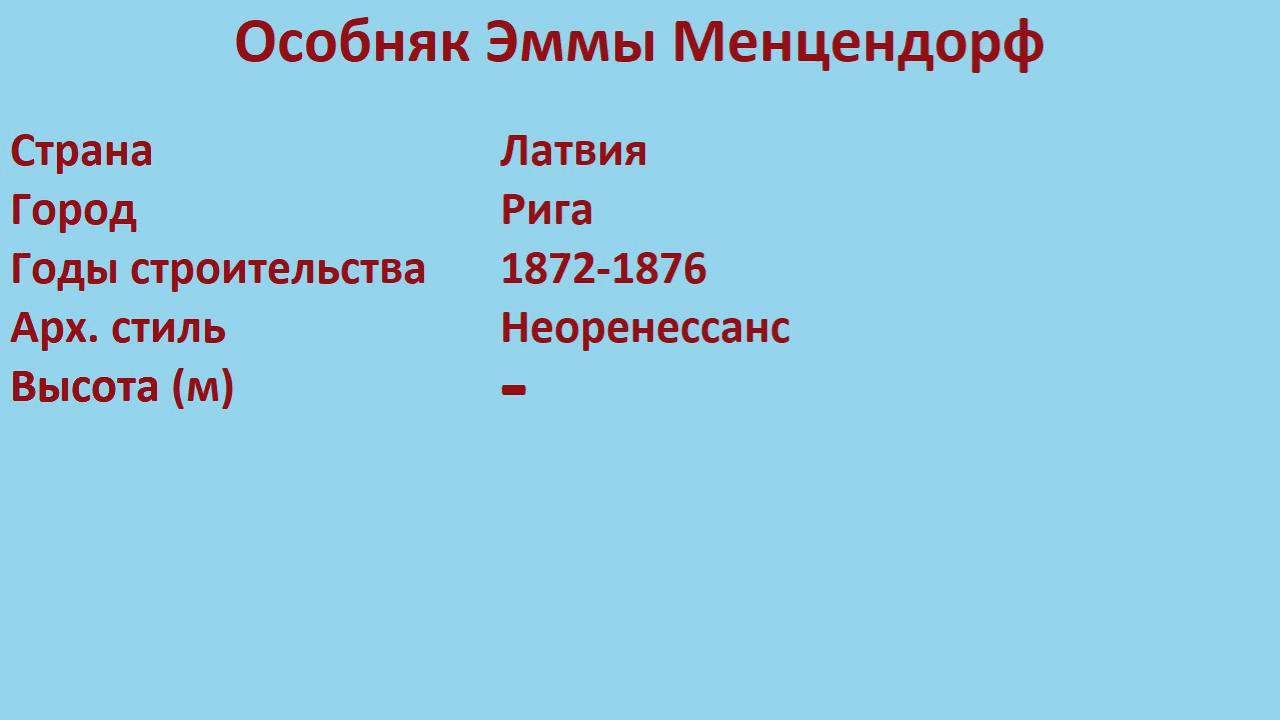 Особняк Эммы Менцендорф
Страна Латвия
Город Рига
Годы строительства 1872-1876
Арх. стиль Неоренессанс
Высота (м) -